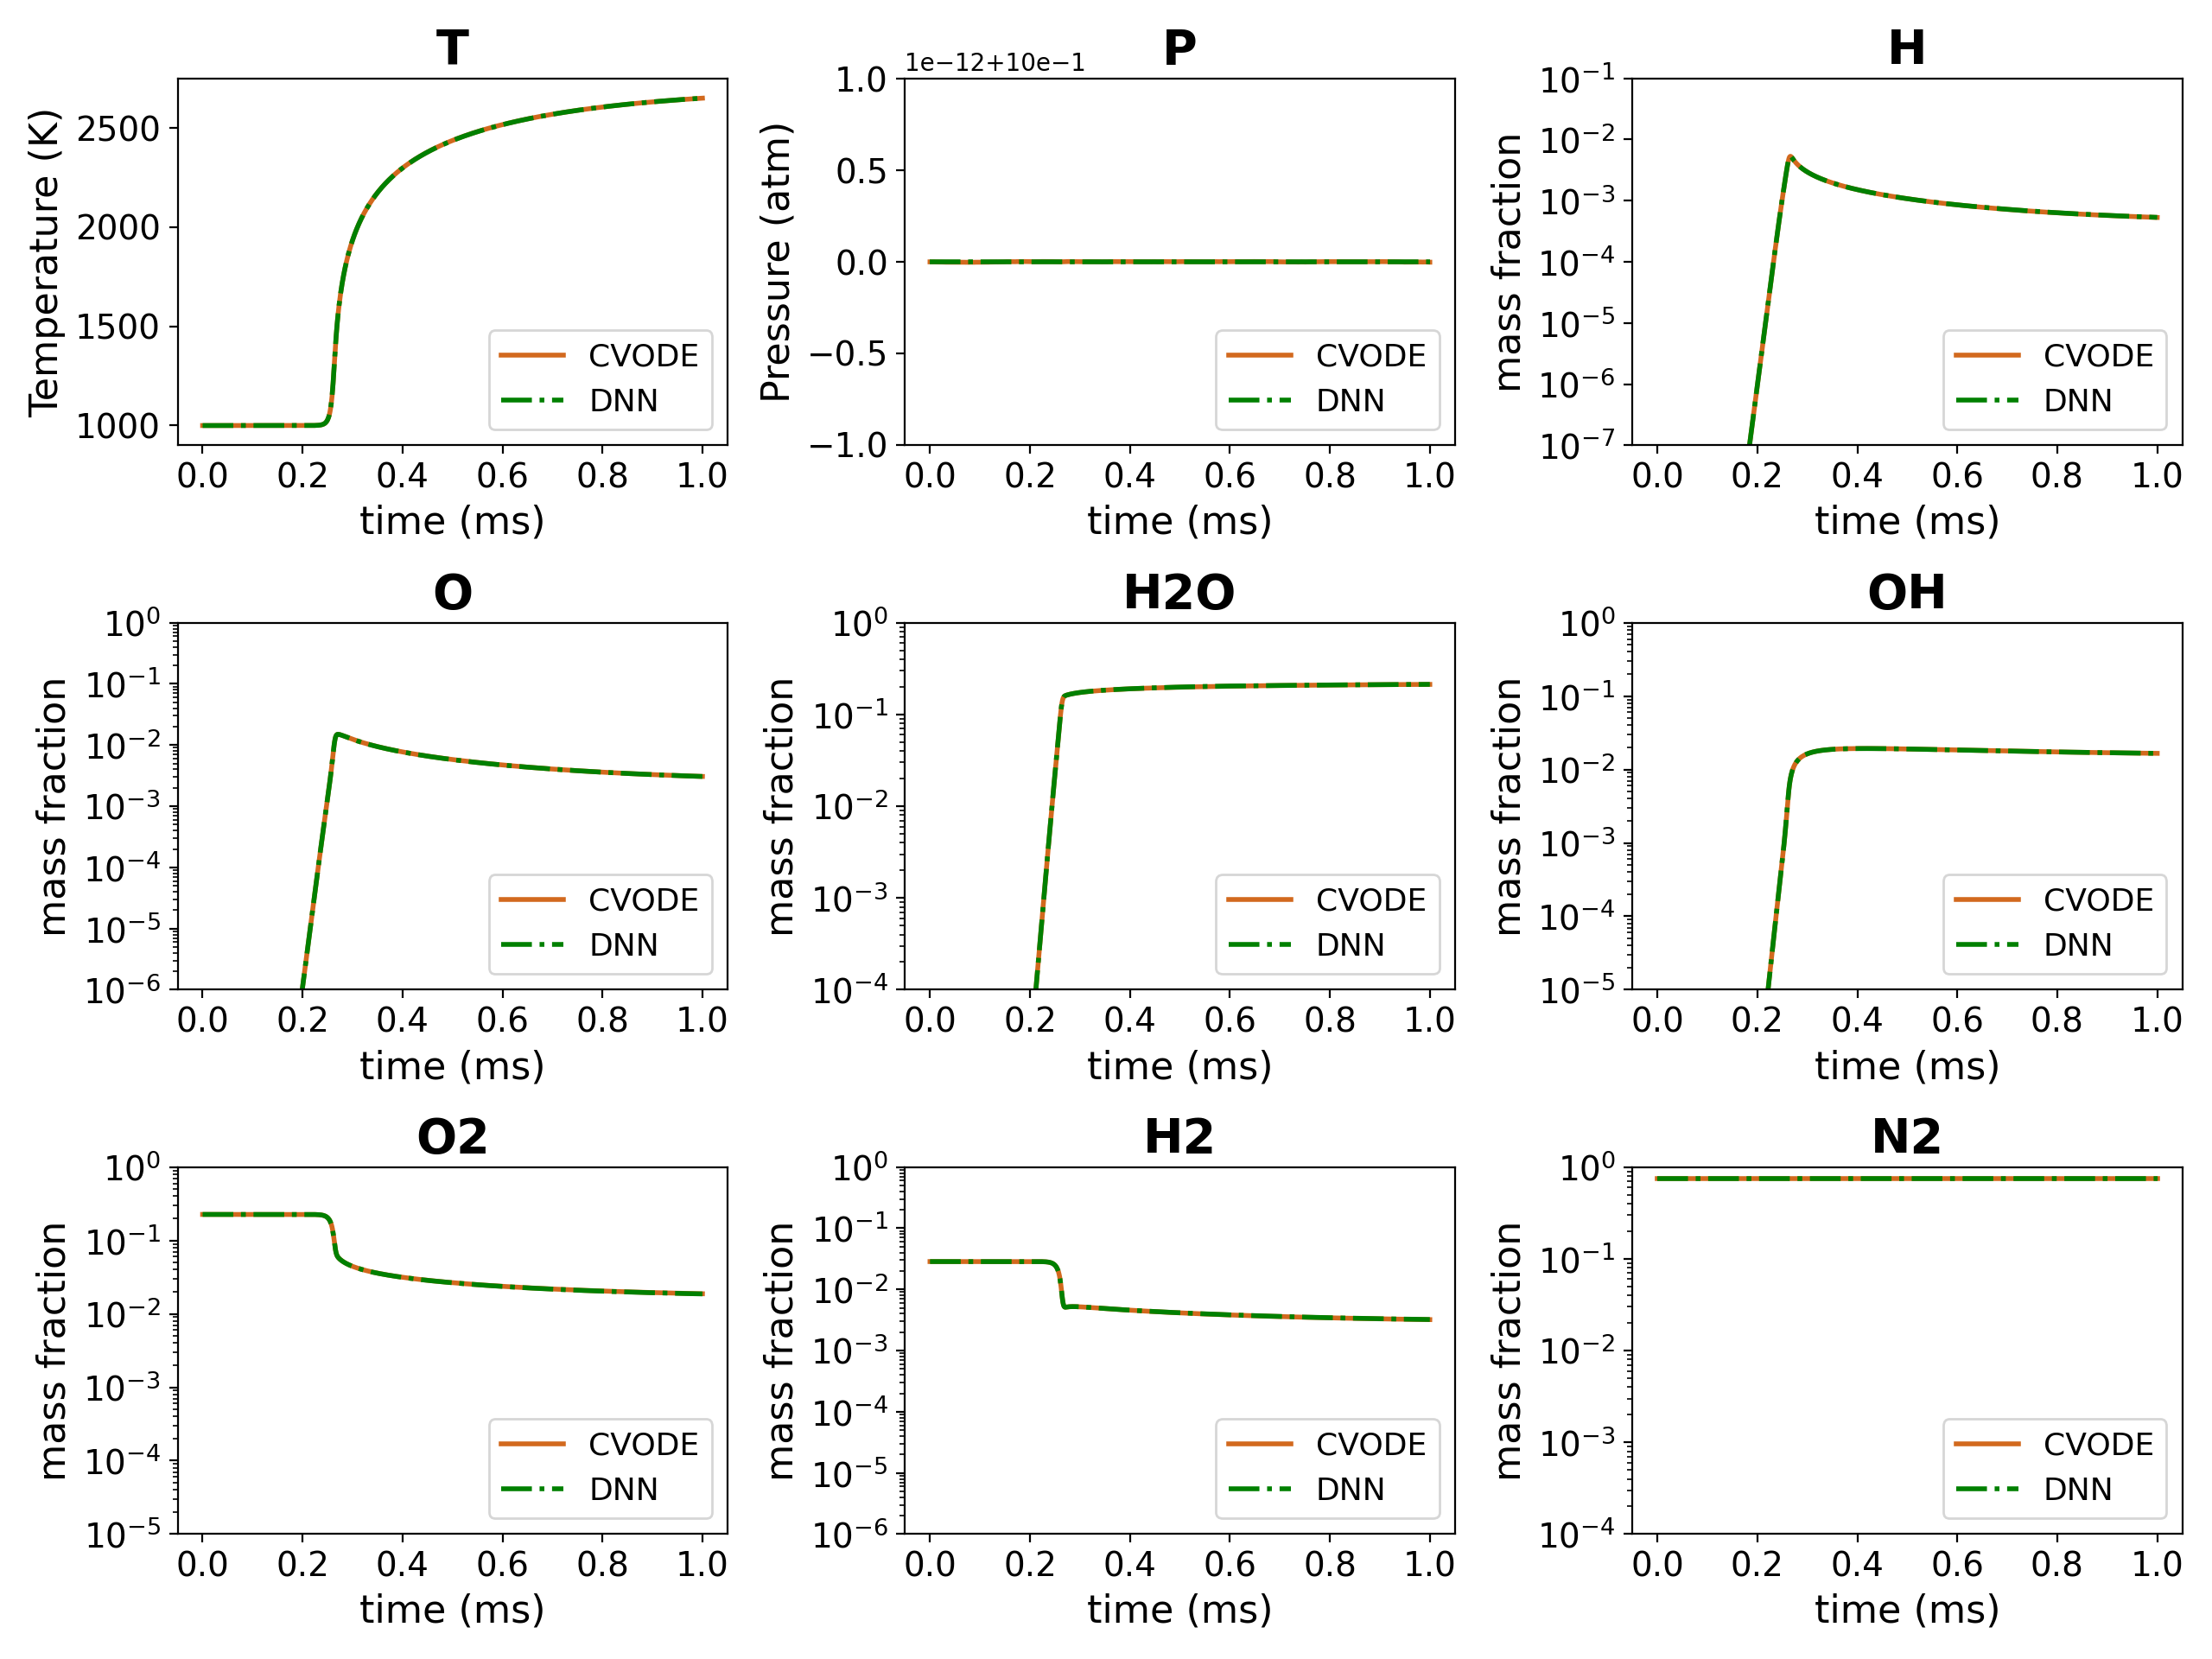 T
Temperature (K)
2500
2000
1500
1000
0.0 0.2 0.4 0.6 0.8 1.0
time (ms)
CVODE
DNN
P
1e−12+10e−1
Pressure (atm)
1.0
0.5
0.0
−0.5
−1.0
0.0 0.2 0.4 0.6 0.8 1.0
time (ms)
CVODE
DNN
H
mass fraction
10⁻¹
10⁻²
10⁻³
10⁻⁴
10⁻⁵
10⁻⁶
10⁻⁷
0.0 0.2 0.4 0.6 0.8 1.0
time (ms)
CVODE
DNN
O
mass fraction
10⁰
10⁻¹
10⁻²
10⁻³
10⁻⁴
10⁻⁵
10⁻⁶
0.0 0.2 0.4 0.6 0.8 1.0
time (ms)
CVODE
DNN
H2O
mass fraction
10⁰
10⁻¹
10⁻²
10⁻³
10⁻⁴
0.0 0.2 0.4 0.6 0.8 1.0
time (ms)
CVODE
DNN
OH
mass fraction
10⁰
10⁻¹
10⁻²
10⁻³
10⁻⁴
10⁻⁵
0.0 0.2 0.4 0.6 0.8 1.0
time (ms)
CVODE
DNN
O2
mass fraction
10⁰
10⁻¹
10⁻²
10⁻³
10⁻⁴
10⁻⁵
0.0 0.2 0.4 0.6 0.8 1.0
time (ms)
CVODE
DNN
H2
mass fraction
10⁰
10⁻¹
10⁻²
10⁻³
10⁻⁴
10⁻⁵
10⁻⁶
0.0 0.2 0.4 0.6 0.8 1.0
time (ms)
CVODE
DNN
N2
mass fraction
10⁰
10⁻¹
10⁻²
10⁻³
10⁻⁴
0.0 0.2 0.4 0.6 0.8 1.0
time (ms)
CVODE
DNN